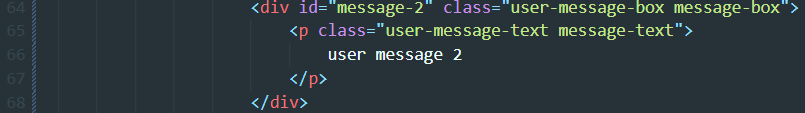 64 <div id="message-2" class="user-message-box message-box">
65 <p class="user-message-text message-text">
66 user message 2
67 </p>
68 </div>